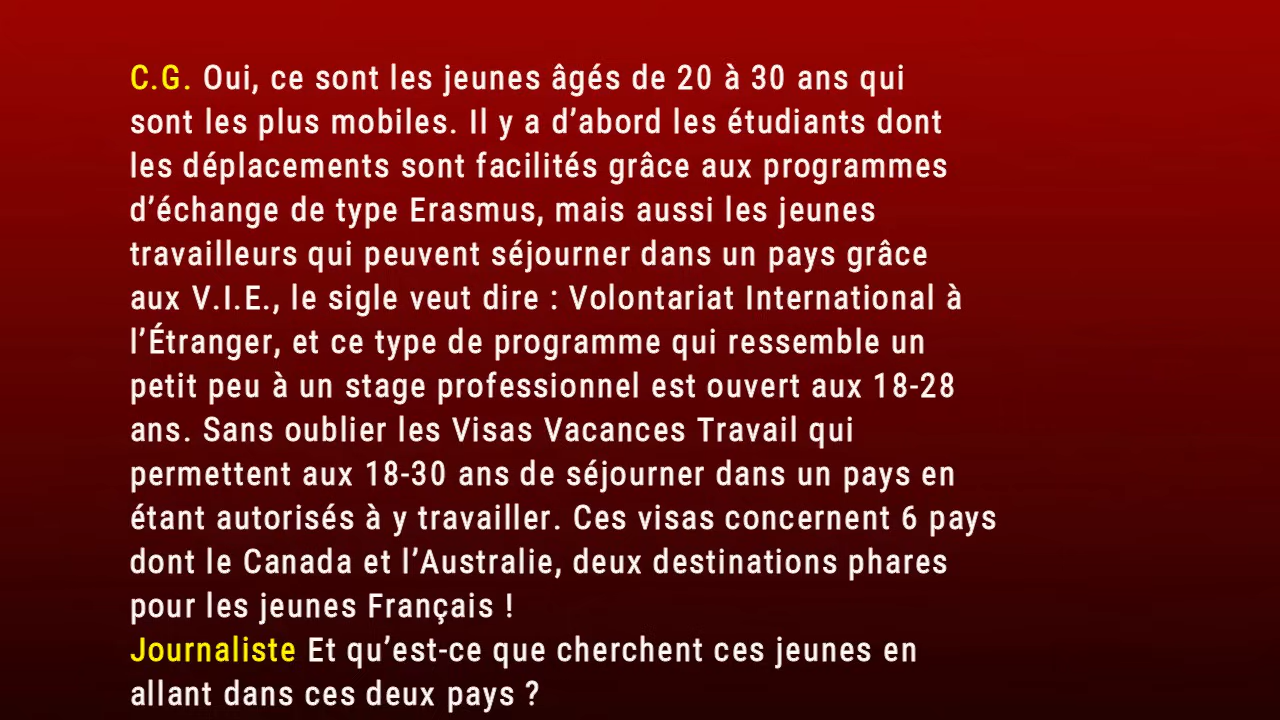 C.G. Oui, ce sont les jeunes âgés de 20 à 30 ans qui
sont les plus mobiles. Il y a d’abord les étudiants dont
les déplacements sont facilités grâce aux programmes
d’échange de type Erasmus, mais aussi les jeunes
travailleurs qui peuvent séjourner dans un pays grâce
aux V.I.E., le sigle veut dire : Volontariat International à
l’Étranger, et ce type de programme qui ressemble un
petit peu à un stage professionnel est ouvert aux 18-28
ans. Sans oublier les Visas Vacances Travail qui
permettent aux 18-30 ans de séjourner dans un pays en
étant autorisés à y travailler. Ces visas concernent 6 pays
dont le Canada et l’Australie, deux destinations phares
pour les jeunes Français !
Journaliste Et qu’est-ce que cherchent ces jeunes en
allant dans ces deux pays ?